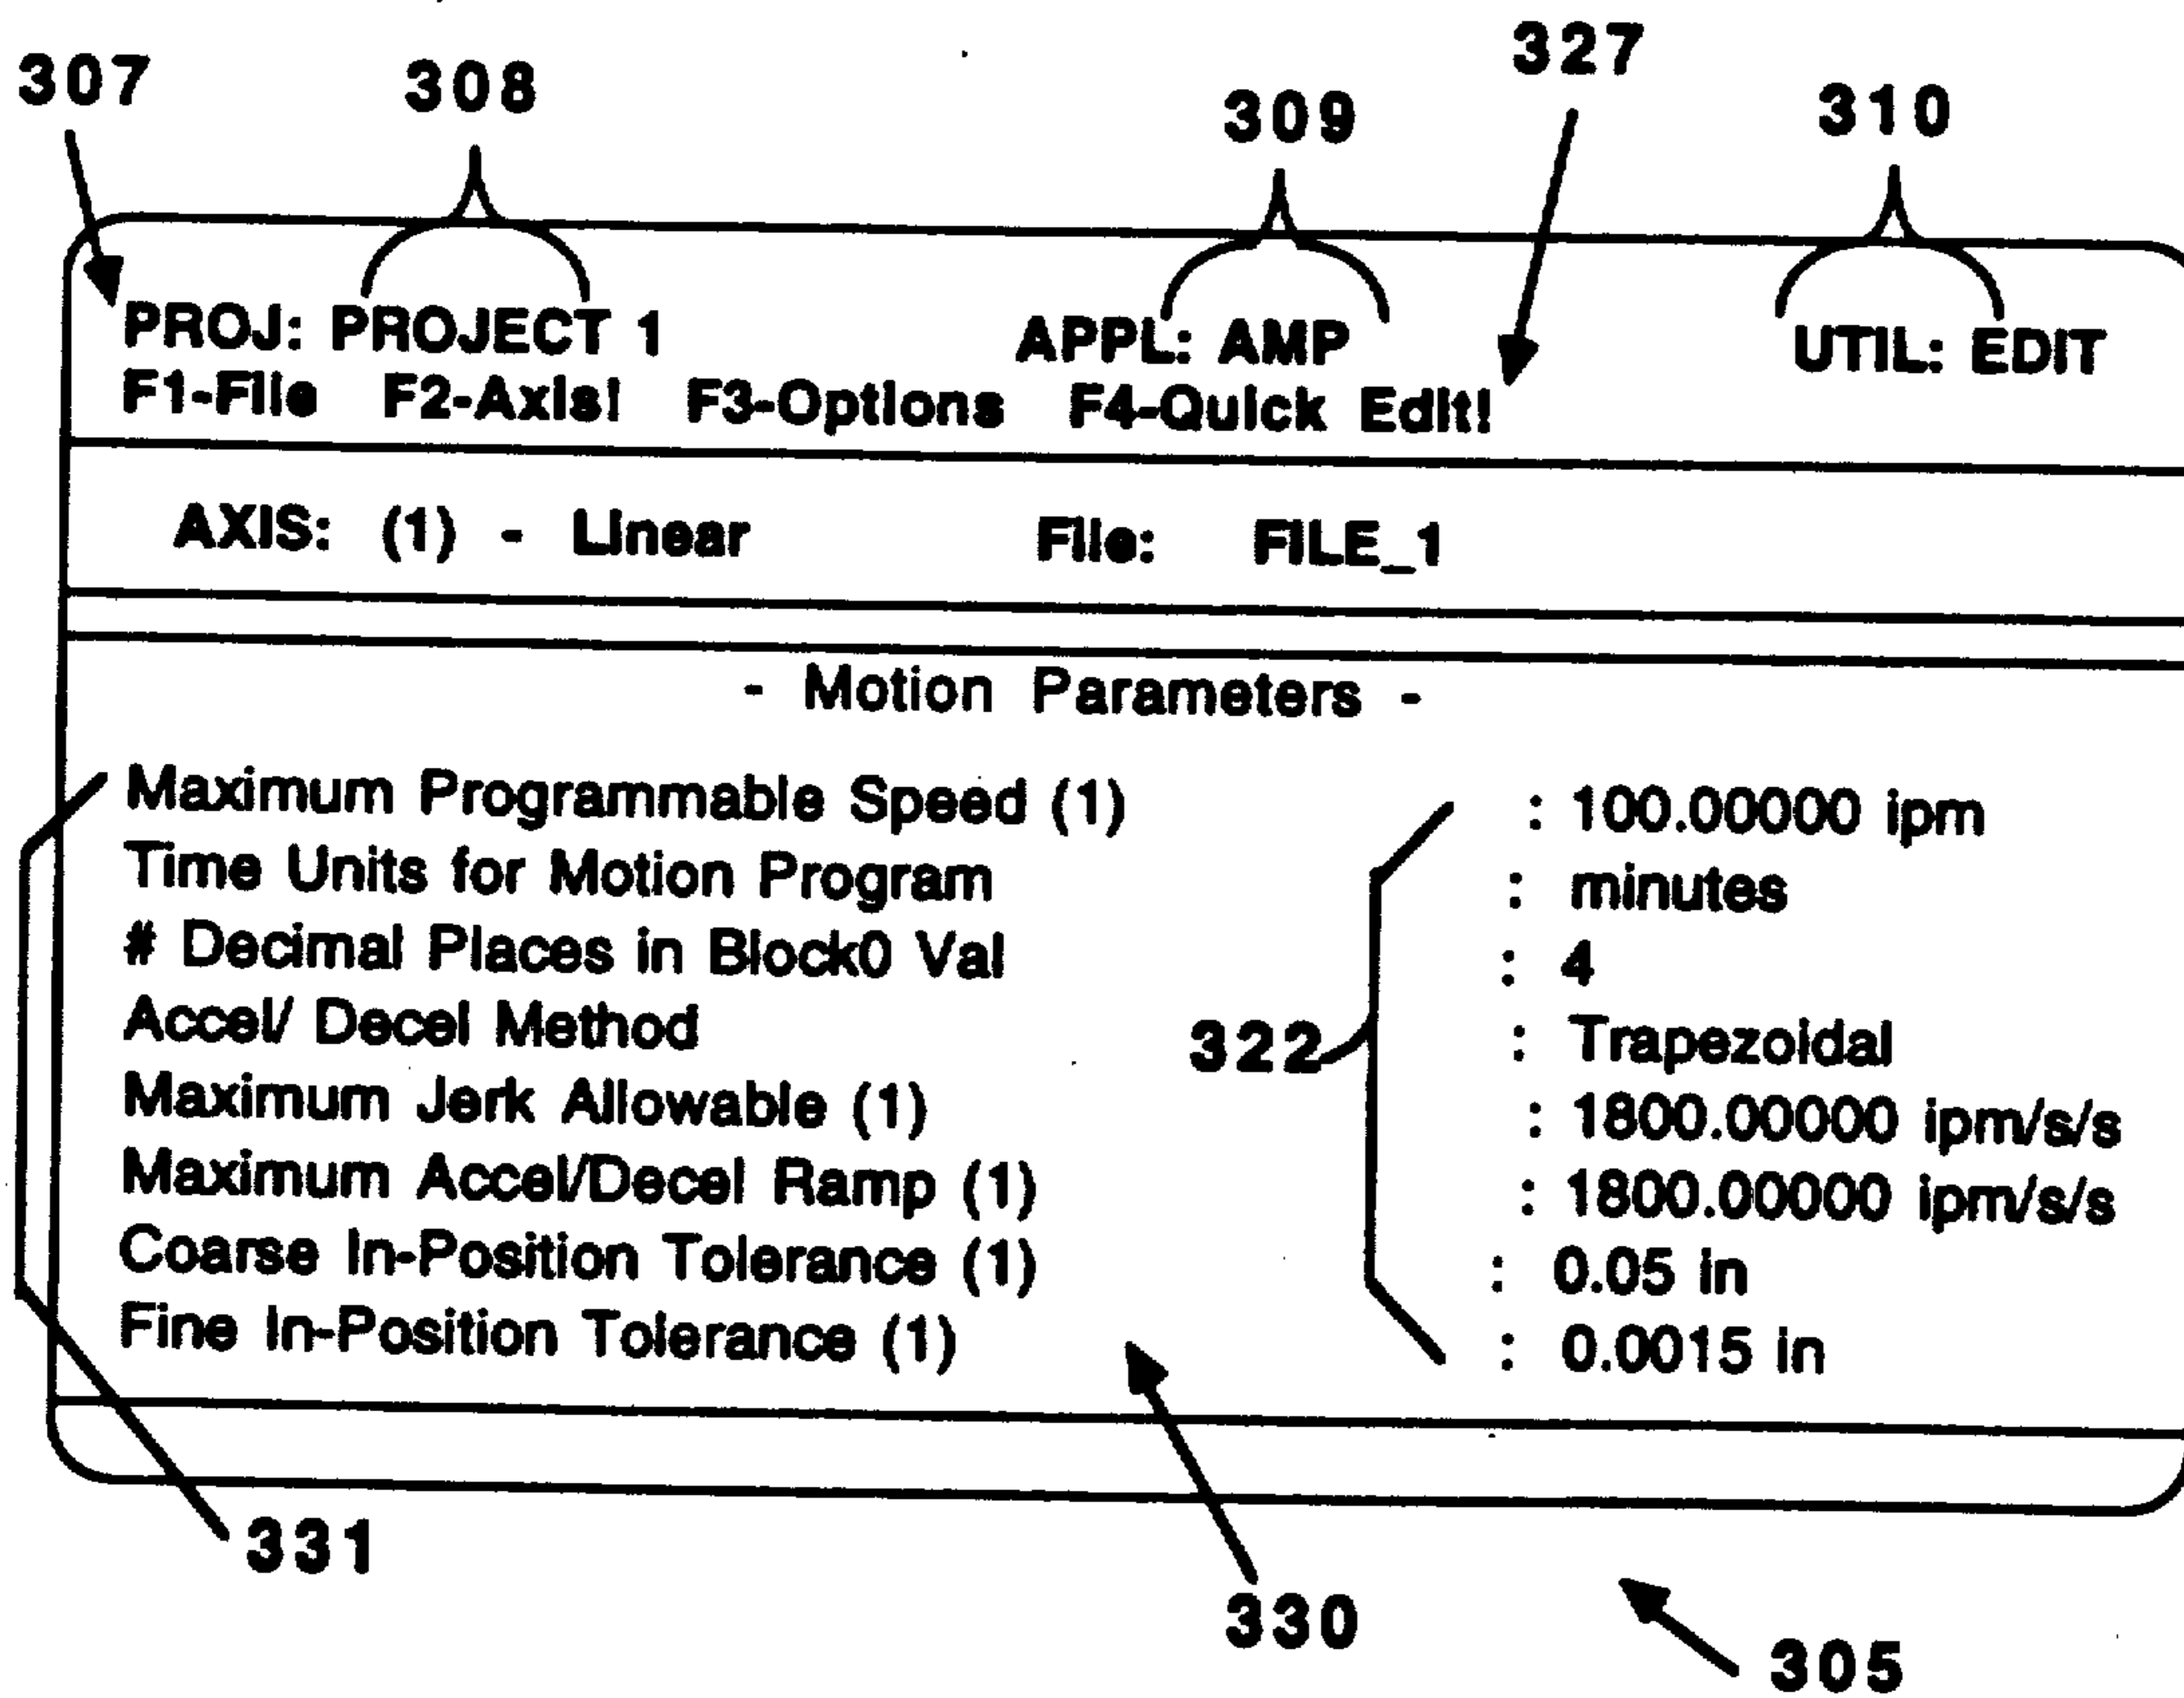 307 308 309 327 310
PROJ: PROJECT 1 APPL: AMP UTIL: EDIT
F1-File F2-Axis! F3-Options F4-Quick Edit!
AXIS: (1) - Linear File: FILE_1
- Motion Parameters -
Maximum Programmable Speed (1) : 100.00000 ipm
Time Units for Motion Program : minutes
# Decimal Places in Block0 Val : 4
Accel/ Decel Method : Trapezoidal
322
Maximum Jerk Allowable (1) : 1800.00000 ipm/s/s
Maximum Accel/Decel Ramp (1) : 1800.00000 ipm/s/s
Coarse In-Position Tolerance (1) : 0.05 in
Fine In-Position Tolerance (1) : 0.0015 in
331
330
305